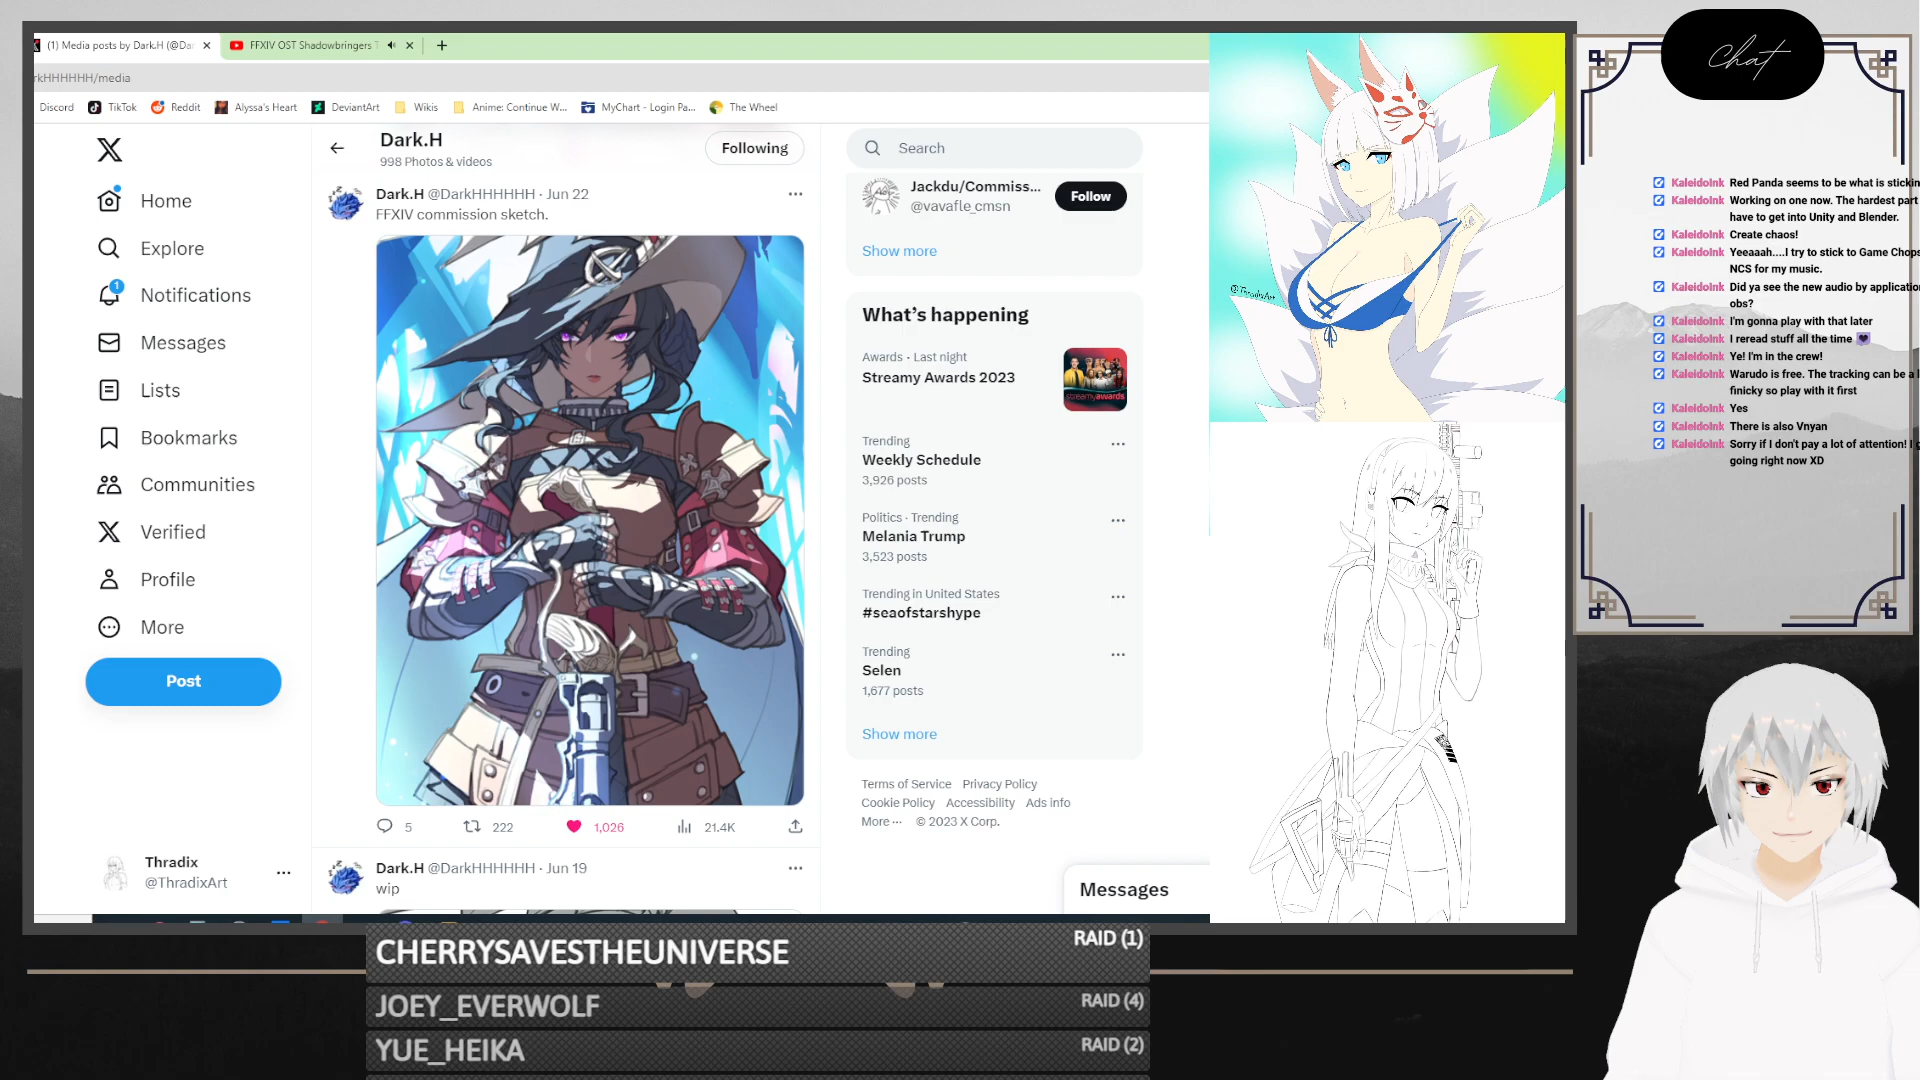 (1) Media posts by Dark.H (@Da
FFXIV OST Shadowbringers
rkHHHHHH/media
Discord
TikTok
Reddit
Alyssa's Heart
DeviantArt
Wikis
Anime: Continue W...
MyChart - Login Pa...
The Wheel
Home
Explore
1
Notifications
Messages
Lists
Bookmarks
Communities
Verified
Profile
More
Post
Thradix
@ThradixArt
Dark.H
998 Photos & videos
Following
Dark.H @DarkHHHHHH · Jun 22
FFXIV commission sketch.
5
222
1,026
21.4K
Dark.H @DarkHHHHHH · Jun 19
wip
Search
Jackdu/Commiss...
@vavafle_cmsn
Follow
Show more
What's happening
Awards · Last night
Streamy Awards 2023
streamyawards
Trending
Weekly Schedule
3,926 posts
Politics · Trending
Melania Trump
3,523 posts
Trending in United States
#seaofstarshype
Trending
Selen
1,677 posts
Show more
Terms of Service Privacy Policy
Cookie Policy Accessibility Ads info
More ··· © 2023 X Corp.
Messages
@ThradixArt
Chat
KaleidoInk Red Panda seems to be what is stickin
KaleidoInk Working on one now. The hardest part
have to get into Unity and Blender.
KaleidoInk Create chaos!
KaleidoInk Yeeaaah....I try to stick to Game Chops
NCS for my music.
KaleidoInk Did ya see the new audio by applicatio
obs?
KaleidoInk I'm gonna play with that later
KaleidoInk I reread stuff all the time
KaleidoInk Ye! I'm in the crew!
KaleidoInk Warudo is free. The tracking can be a l
finicky so play with it first
KaleidoInk Yes
KaleidoInk There is also Vnyan
KaleidoInk Sorry if I don't pay a lot of attention! I g
going right now XD
CHERRYSAVESTHEUNIVERSE RAID (1)
JOEY_EVERWOLF RAID (4)
YUE_HEIKA RAID (2)